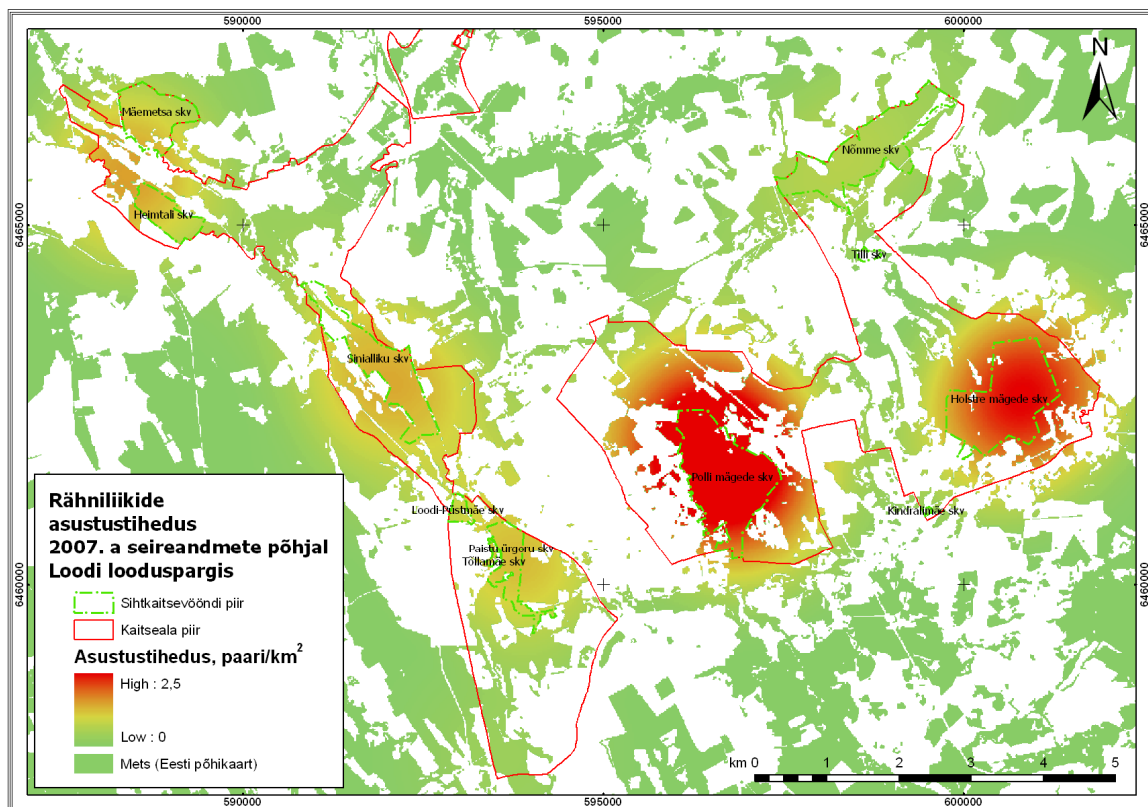 590000
595000
600000
N
Mäemetsa skv
Nõmme skv
Heimtali skv
6465000
6465000
Tilli skv
Sinialliku skv
Holstre mägede skv
Polli mägede skv
Loodi-Püstmäe skv
Kindralimäe skv
Paistu ürgoru skv
Tõllamäe skv
6460000
6460000
Rähniliikide
asustustihedus
2007. a seireandmete põhjal
Loodi looduspargis
Sihtkaitsevööndi piir
Kaitseala piir
Asustustihedus, paari/km²
High : 2,5
Low : 0
Mets (Eesti põhikaart)
km 0 1 2 3 4 5
590000
595000
600000